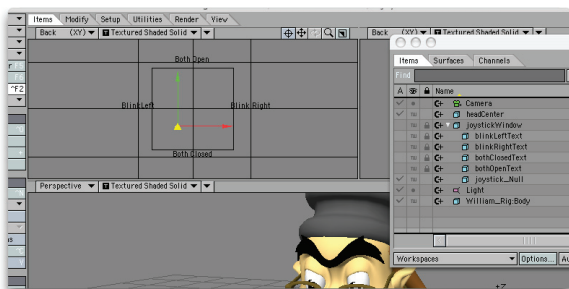 Items Modify Setup Utilities Render View
Back (XY) Textured Shaded Solid
Back (XY) Textured Shaded Solid
Both Open
BlinkLeft
Blink Right
Both Closed
Perspective Textured Shaded Solid
^F2
Items Surfaces Channels
Find
A Name
Camera
headCenter
joystickWindow
blinkLeftText
blinkRightText
bothClosedText
bothOpenText
joystick_Null
Light
William_Rig:Body
Workspaces Options... Au
+Z